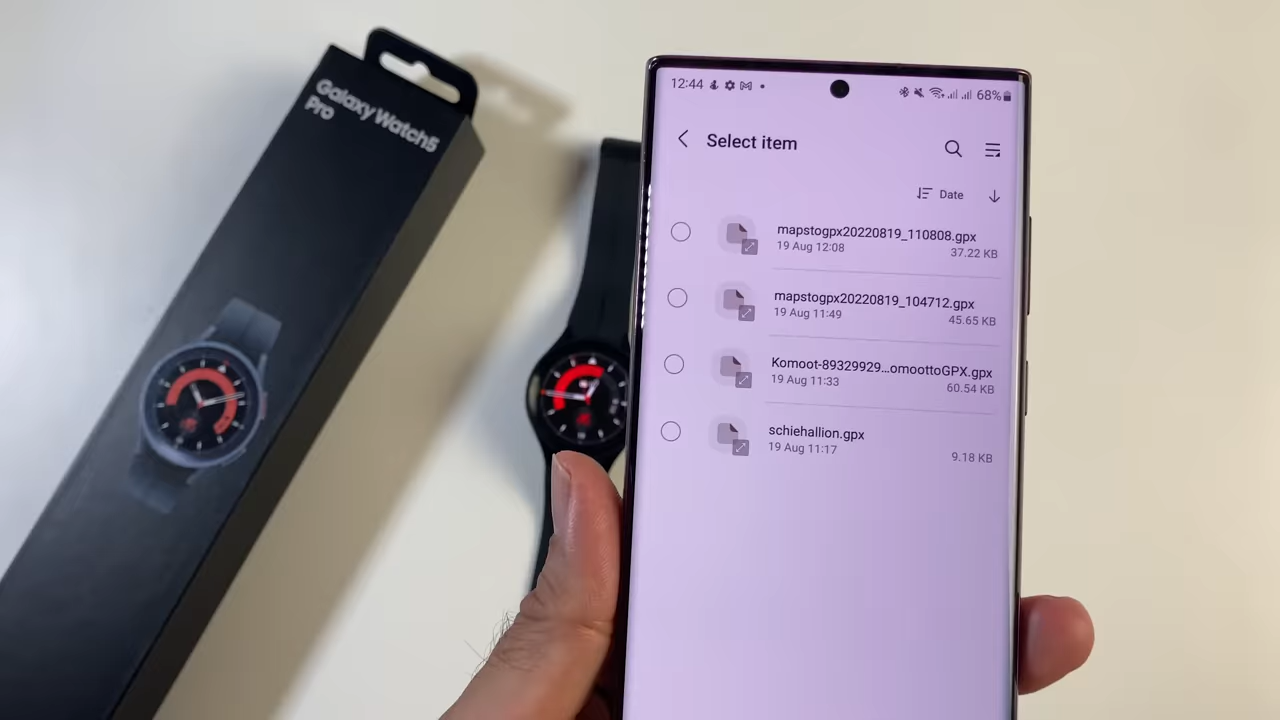 Galaxy Watch5
Pro
12:44
68%
Select item
Date
mapstogpx20220819_110808.gpx
19 Aug 12:08
37.22 KB
mapstogpx20220819_104712.gpx
19 Aug 11:49
45.65 KB
Komoot-89329929...omoottoGPX.gpx
19 Aug 11:33
60.54 KB
schiehallion.gpx
19 Aug 11:17
9.18 KB